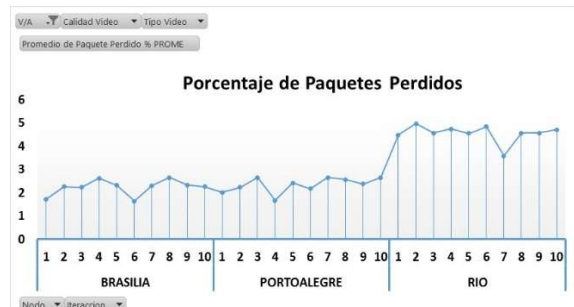 V/A Calidad Video Tipo Video
Promedio de Paquete Perdido % PROME
Porcentaje de Paquetes Perdidos
6
5
4
3
2
1
0
1 2 3 4 5 6 7 8 9 10 1 2 3 4 5 6 7 8 9 10 1 2 3 4 5 6 7 8 9 10
BRASILIA PORTOALEGRE RIO
Nodo Iteraccion